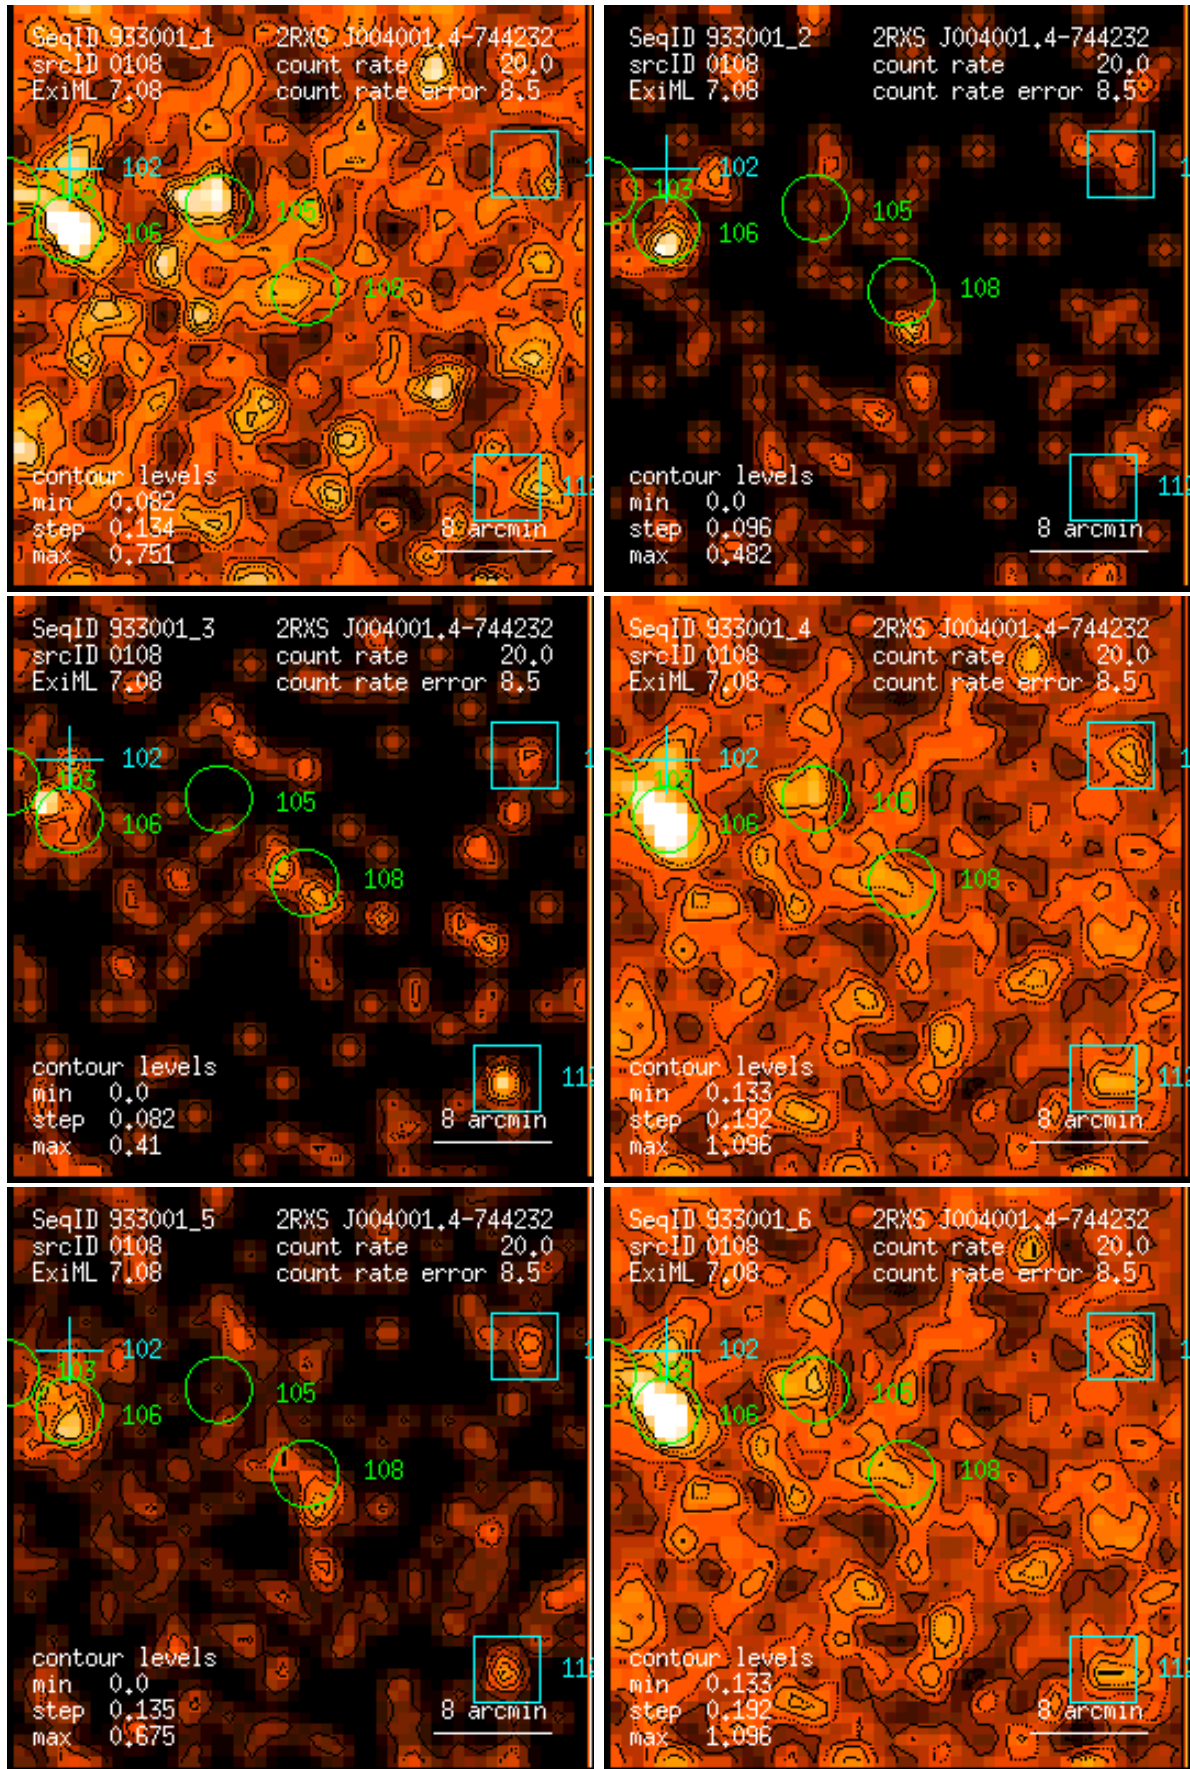 SeqID 933001_1 2RXS J004001.4-744232
srcID 0108 count rate 20.0
ExiML 7.08 count rate error 8.5
102
103
105
106
108
contour levels
min 0.082
step 0.134 8 arcmin
max 0.751
SeqID 933001_2 2RXS J004001.4-744232
srcID 0108 count rate 20.0
ExiML 7.08 count rate error 8.5
102
103
105
106
108
contour levels
min 0.0
step 0.096 8 arcmin
max 0.482
SeqID 933001_3 2RXS J004001.4-744232
srcID 0108 count rate 20.0
ExiML 7.08 count rate error 8.5
102
103
105
106
108
contour levels
min 0.0
step 0.082 8 arcmin
max 0.41
SeqID 933001_4 2RXS J004001.4-744232
srcID 0108 count rate 20.0
ExiML 7.08 count rate error 8.5
102
103
105
106
108
contour levels
min 0.133
step 0.192 8 arcmin
max 1.096
SeqID 933001_5 2RXS J004001.4-744232
srcID 0108 count rate 20.0
ExiML 7.08 count rate error 8.5
102
103
105
106
108
contour levels
min 0.0
step 0.135 8 arcmin
max 0.675
SeqID 933001_6 2RXS J004001.4-744232
srcID 0108 count rate 20.0
ExiML 7.08 count rate error 8.5
102
103
105
106
108
contour levels
min 0.133
step 0.192 8 arcmin
max 1.096